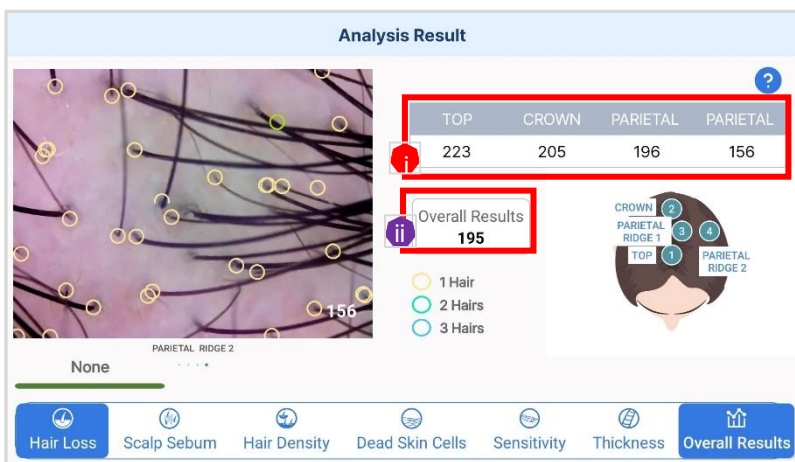 Analysis Result
?
TOP CROWN PARIETAL PARIETAL
i
223 205 196 156
Overall Results
ii
195
CROWN 2
PARIETAL
RIDGE 1
3 4
TOP 1
PARIETAL
RIDGE 2
1 Hair
2 Hairs
3 Hairs
156
PARIETAL RIDGE 2
None
Hair Loss Scalp Sebum Hair Density Dead Skin Cells Sensitivity Thickness Overall Results